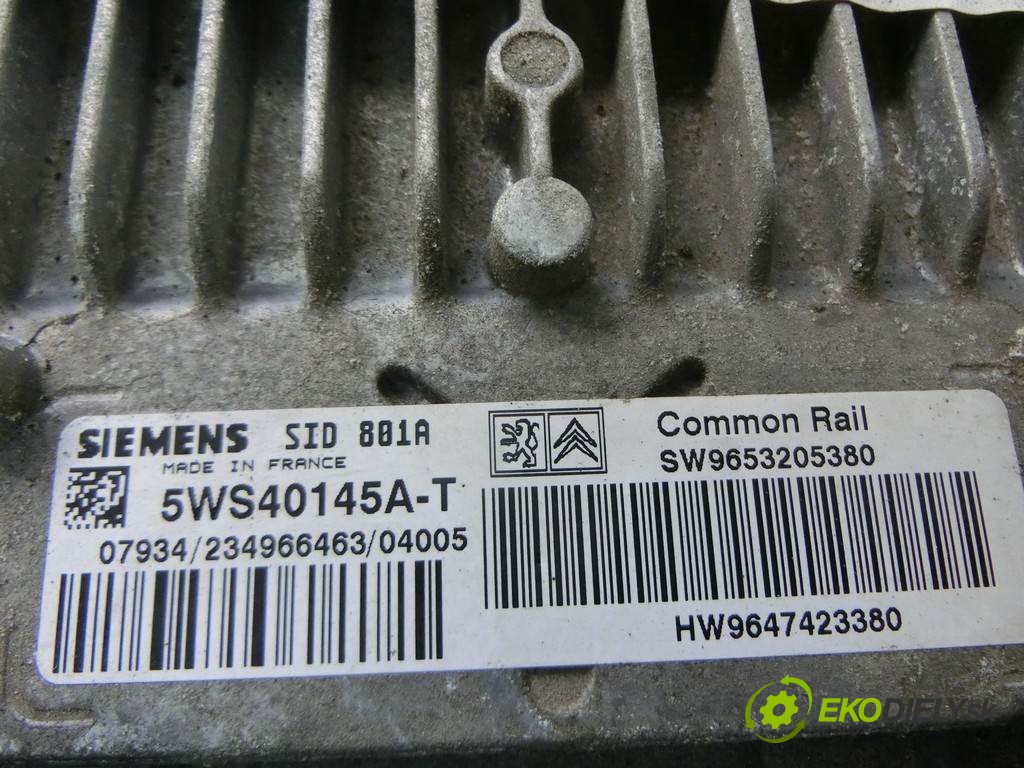 SIEMENS SID 801A
MADE IN FRANCE
5WS40145A-T
07934/234966463/04005
Common Rail
SW9653205380
HW9647423380
EKODIELY.sk